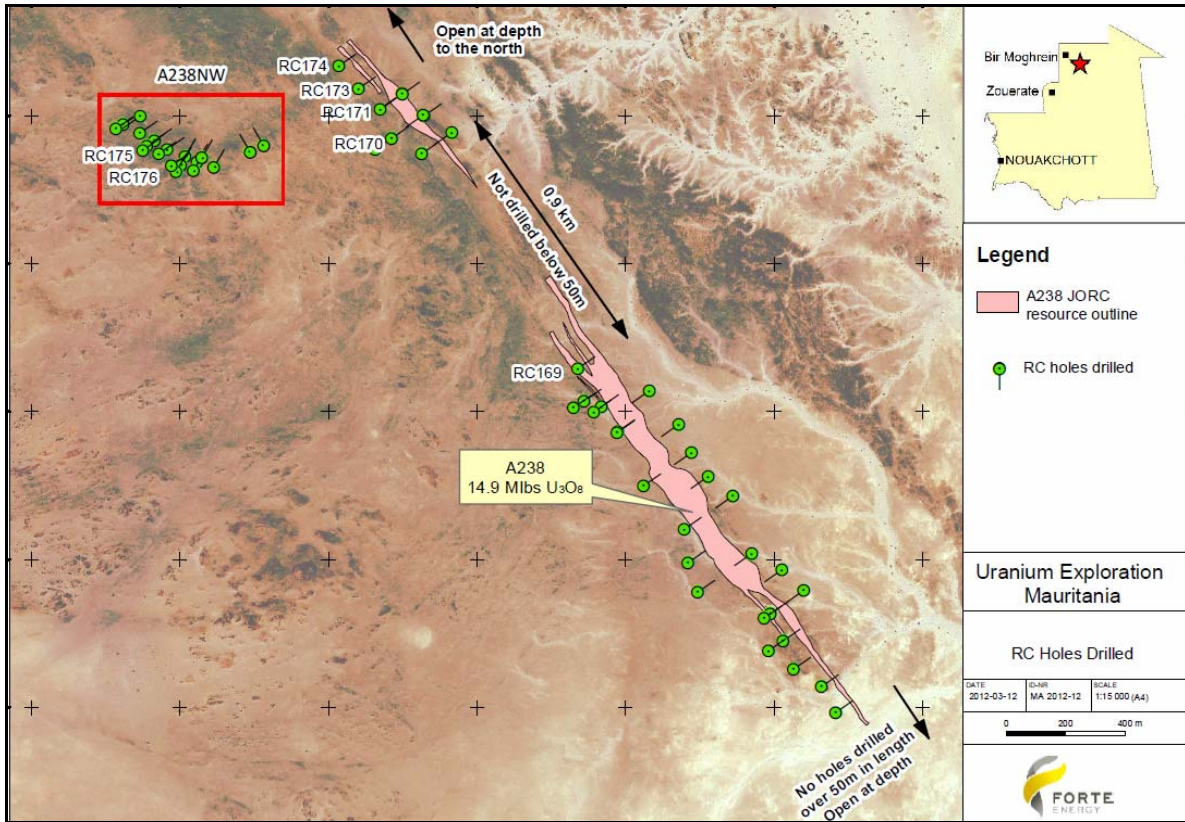 Open at depth
to the north
A238NW
RC174
RC173
RC171
RC170
RC175
RC176
0,9 km
Not drilled below 50m
RC169
A238
14.9 Mlbs U₃O₈
No holes drilled
over 50m in length
Open at depth
Bir Moghrein
Zouerate
NOUAKCHOTT
Legend
A238 JORC
resource outline
RC holes drilled
Uranium Exploration
Mauritania
RC Holes Drilled
DATE
2012-03-12
ID-NR
MA 2012-12
SCALE
1:15 000 (A4)
0 200 400 m
FORTE
ENERGY